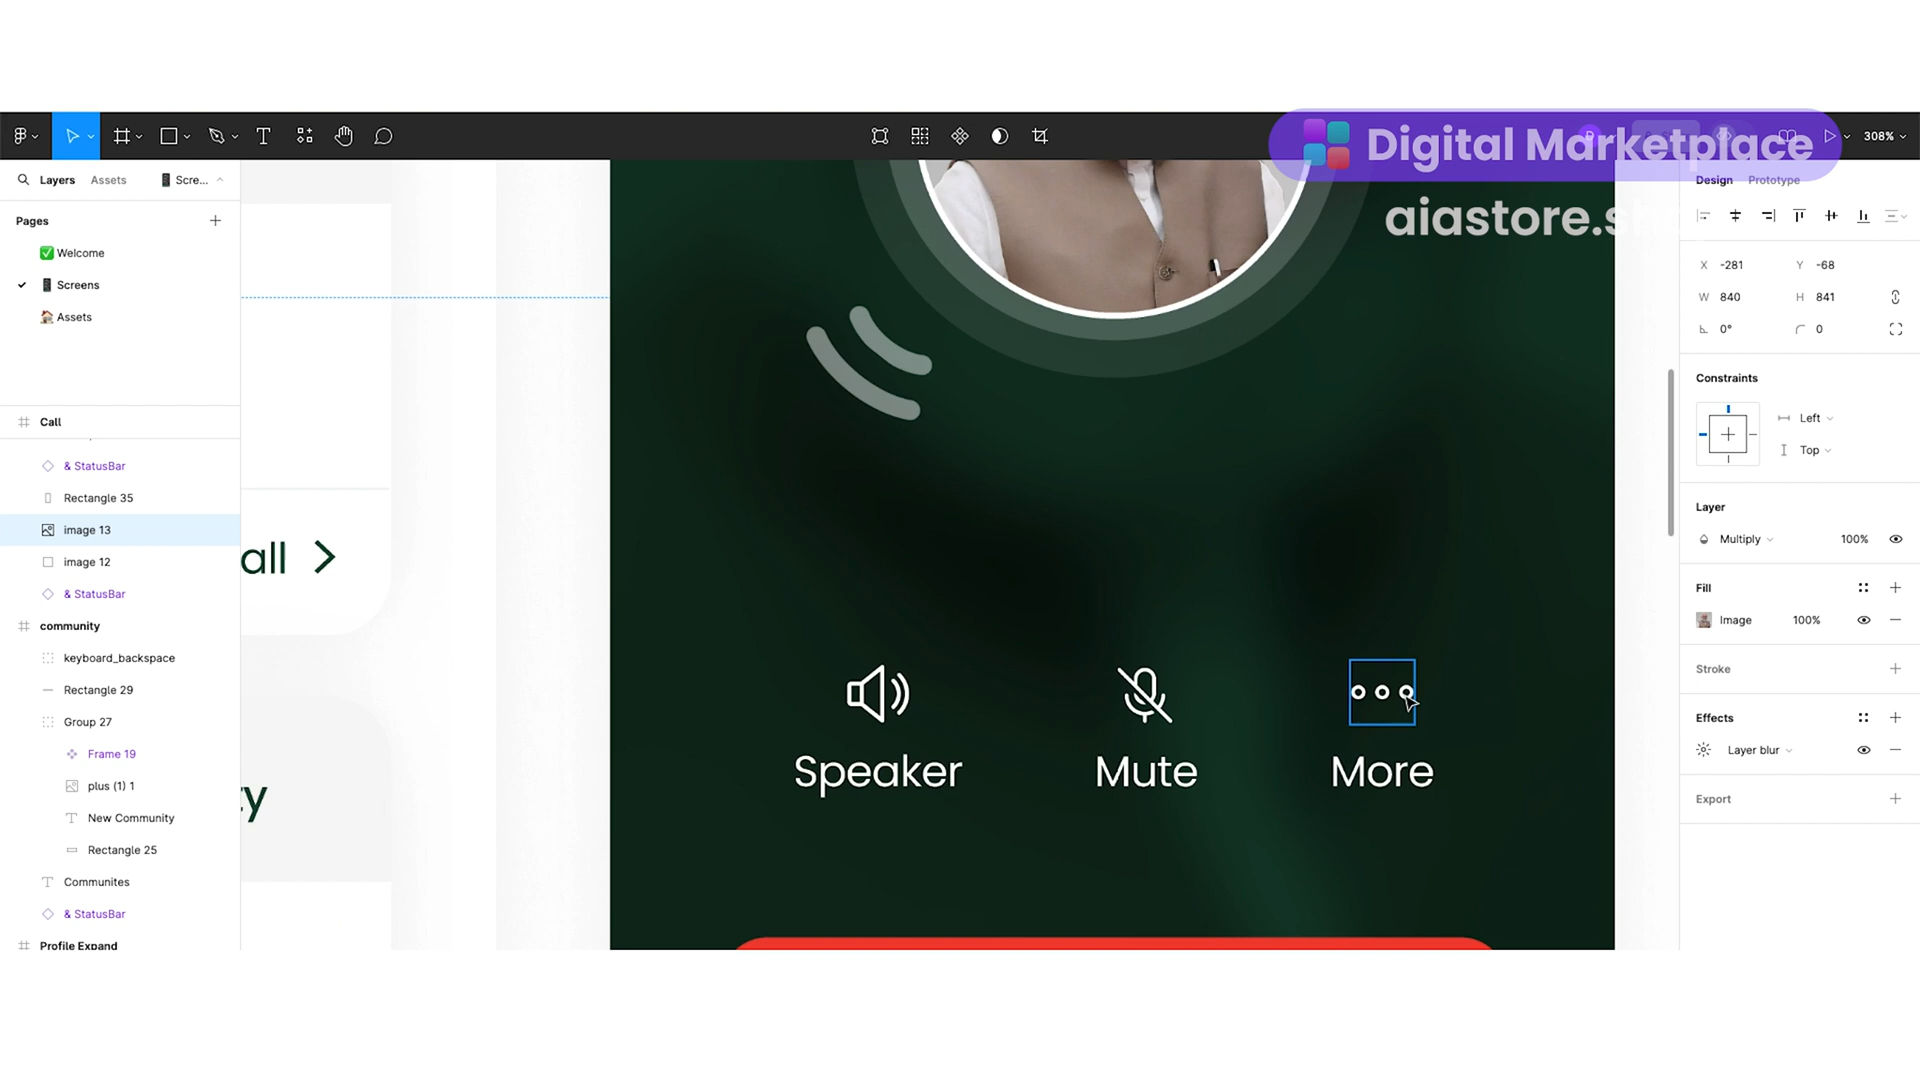 Digital Marketplace
aiastore.sh
308%
Layers
Assets
Scre...
Pages
Welcome
Screens
Assets
Call
& StatusBar
Rectangle 35
image 13
image 12
& StatusBar
community
keyboard_backspace
Rectangle 29
Group 27
Frame 19
plus (1) 1
New Community
Rectangle 25
Communites
& StatusBar
Profile Expand
all
ty
Speaker
Mute
More
Design
Prototype
X -281
Y -68
W 840
H 841
0°
0
Constraints
Left
Top
Layer
Multiply
100%
Fill
Image
100%
Stroke
Effects
Layer blur
Export